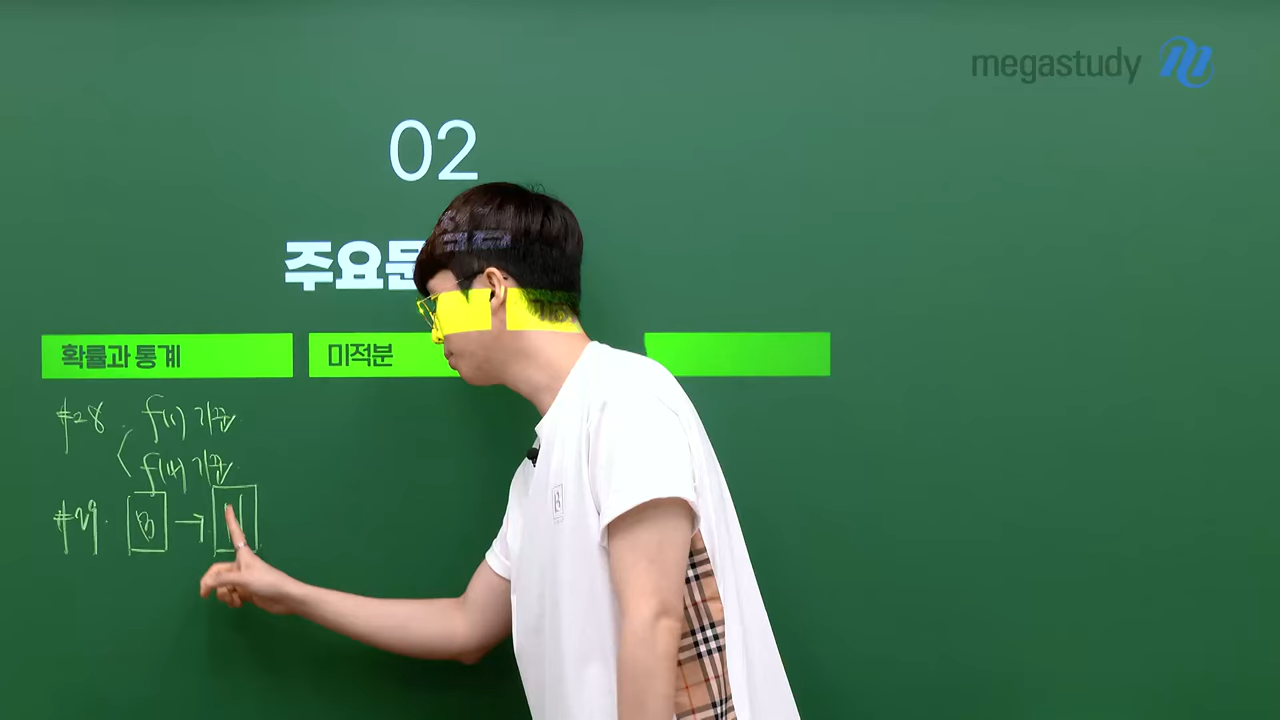 megastudy
02
주요문
확률과 통계
미적분
#28. f(1) 기준
f(10) 기준
#29. B → N